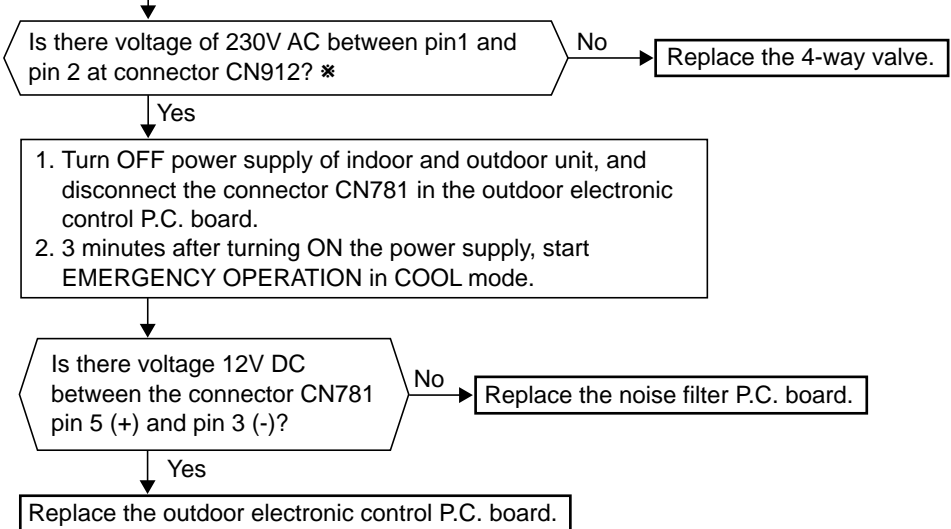 Is there voltage of 230V AC between pin1 and
pin 2 at connector CN912? ※
No
Replace the 4-way valve.
Yes
1. Turn OFF power supply of indoor and outdoor unit, and
disconnect the connector CN781 in the outdoor electronic
control P.C. board.
2. 3 minutes after turning ON the power supply, start
EMERGENCY OPERATION in COOL mode.
Is there voltage 12V DC
between the connector CN781
pin 5 (+) and pin 3 (-)?
No
Replace the noise filter P.C. board.
Yes
Replace the outdoor electronic control P.C. board.